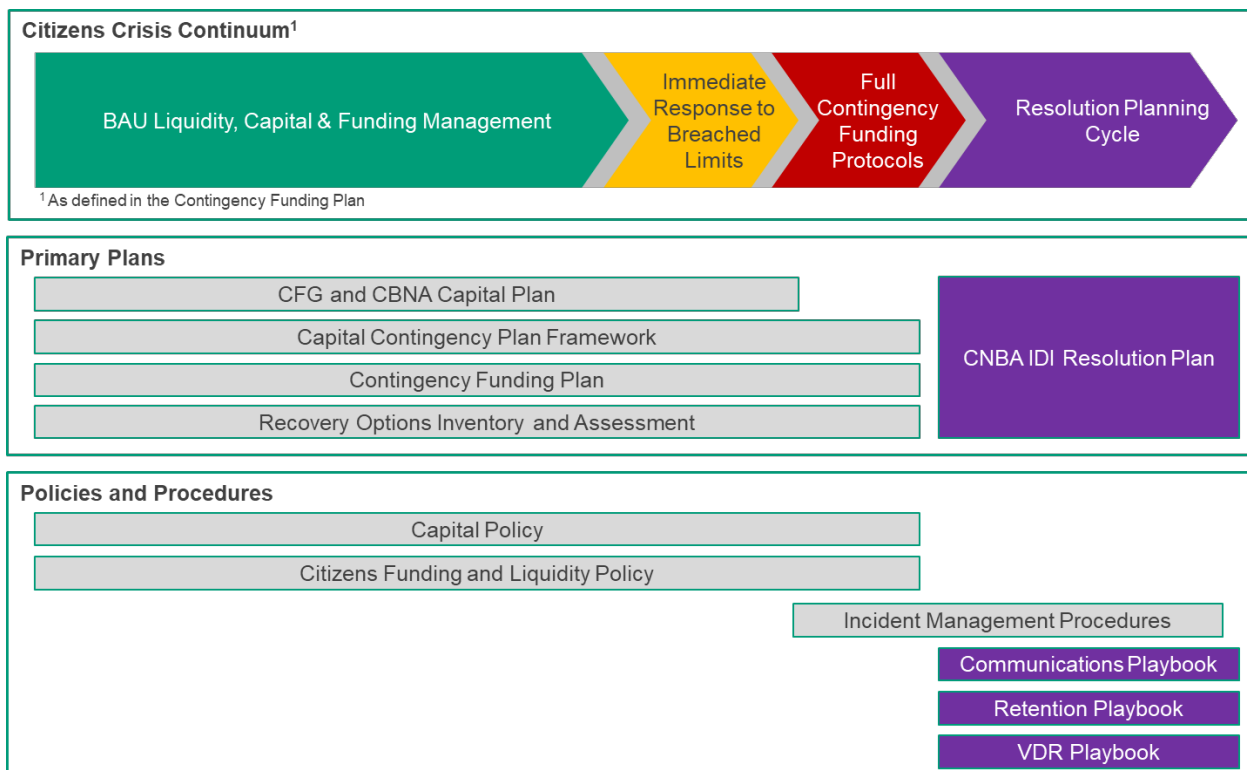 Citizens Crisis Continuum¹
BAU Liquidity, Capital & Funding Management
Immediate
Response to
Breached
Limits
Full
Contingency
Funding
Protocols
Resolution Planning
Cycle
¹ As defined in the Contingency Funding Plan
Primary Plans
CFG and CBNA Capital Plan
Capital Contingency Plan Framework
Contingency Funding Plan
Recovery Options Inventory and Assessment
CNBA IDI Resolution Plan
Policies and Procedures
Capital Policy
Citizens Funding and Liquidity Policy
Incident Management Procedures
Communications Playbook
Retention Playbook
VDR Playbook